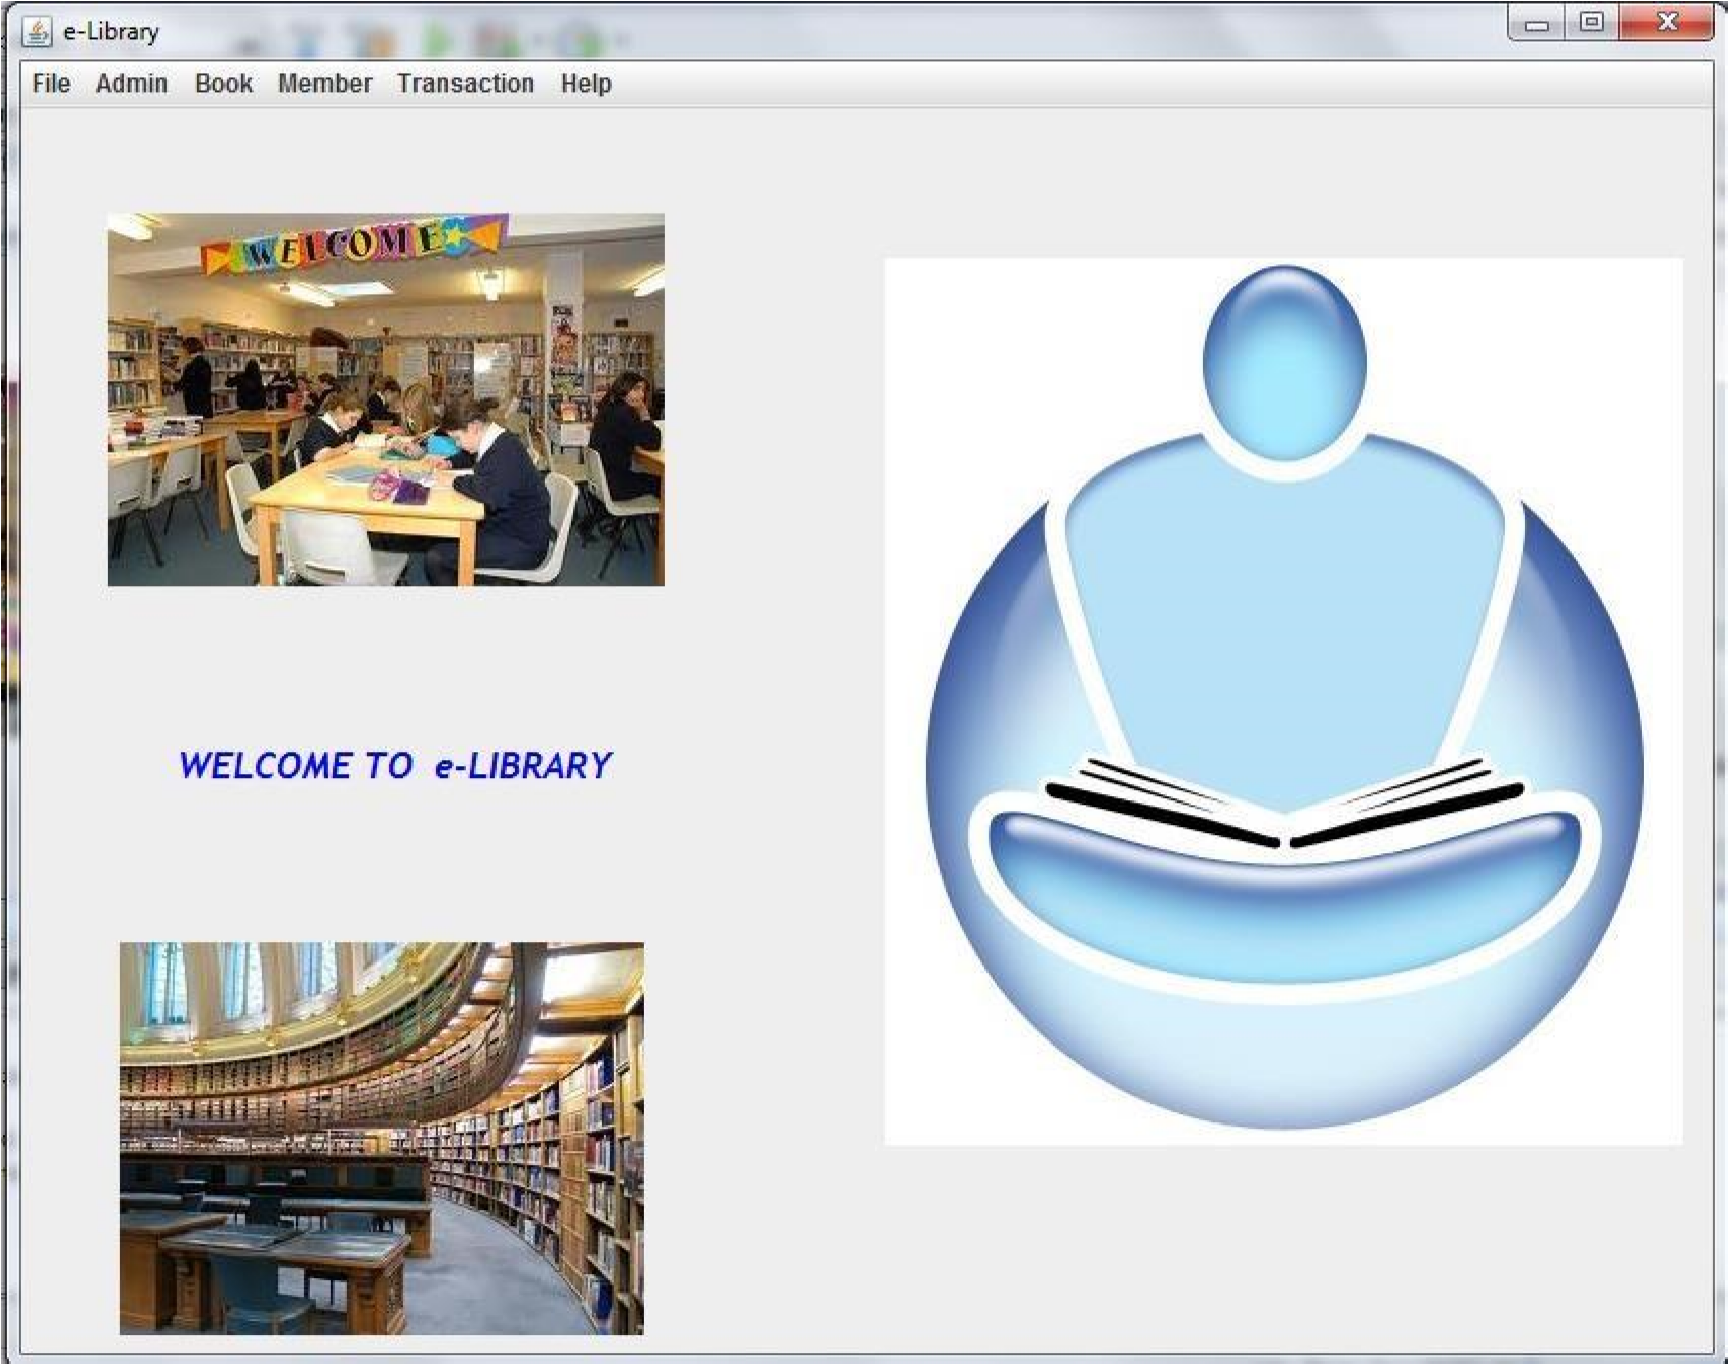 e-Library
File Admin Book Member Transaction Help
WELCOME
WELCOME TO e-LIBRARY